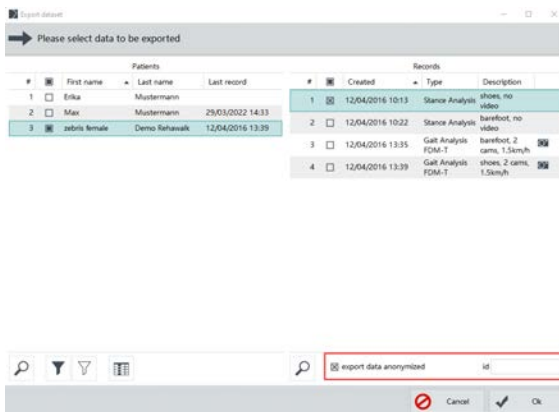 Export dataset
Please select data to be exported
Patients
# First name Last name Last record
1 Erika Mustermann
2 Max Mustermann 29/03/2022 14:33
3 zebris female Demo Rehawalk 12/04/2016 13:39
Records
# Created Type Description
1 12/04/2016 10:13 Stance Analysis shoes, no
video
2 12/04/2016 10:22 Stance Analysis barefoot, no
video
3 12/04/2016 13:35 Gait Analysis barefoot, 2
FDM-T cams, 1.5km/h
4 12/04/2016 13:39 Gait Analysis shoes, 2 cams,
FDM-T 1.5km/h
export data anonymized id
Cancel Ok